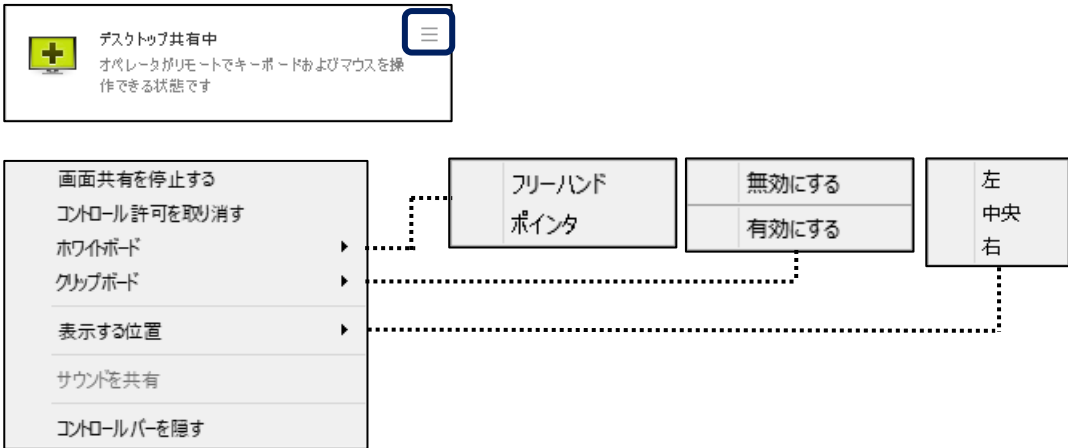 デスクトップ共有中
オペレータがリモートでキーボードおよびマウスを操
作できる状態です
画面共有を停止する
コントロール許可を取り消す
ホワイトボード
クリップボード
表示する位置
サウンドを共有
コントロールバーを隠す
フリーハンド
ポインタ
無効にする
有効にする
左
中央
右